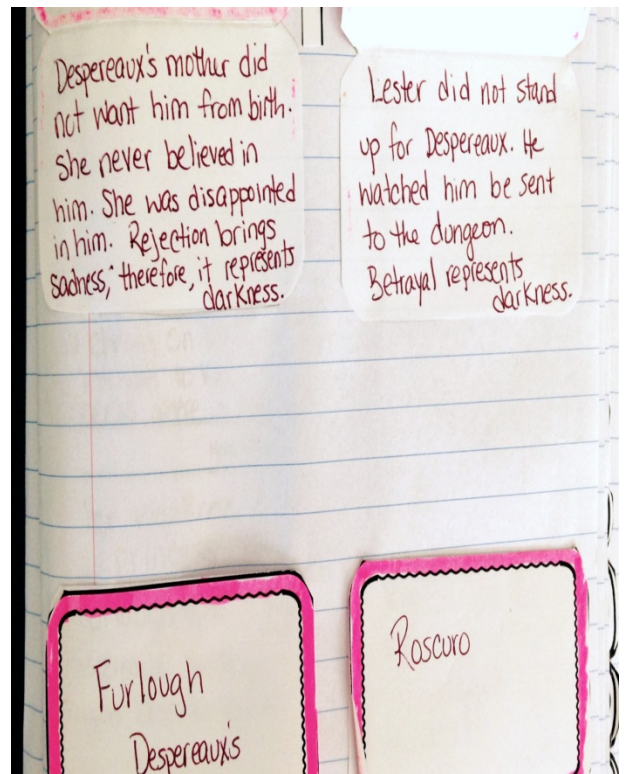 Despereaux's mother did
not want him from birth.
She never believed in
him. She was disappointed
in him. Rejection brings
sadness; therefore, it represents
darkness.
Lester did not stand
up for Despereaux. He
watched him be sent
to the dungeon.
Betrayal represents
darkness.
Furlough
Despereaux's
Roscuro